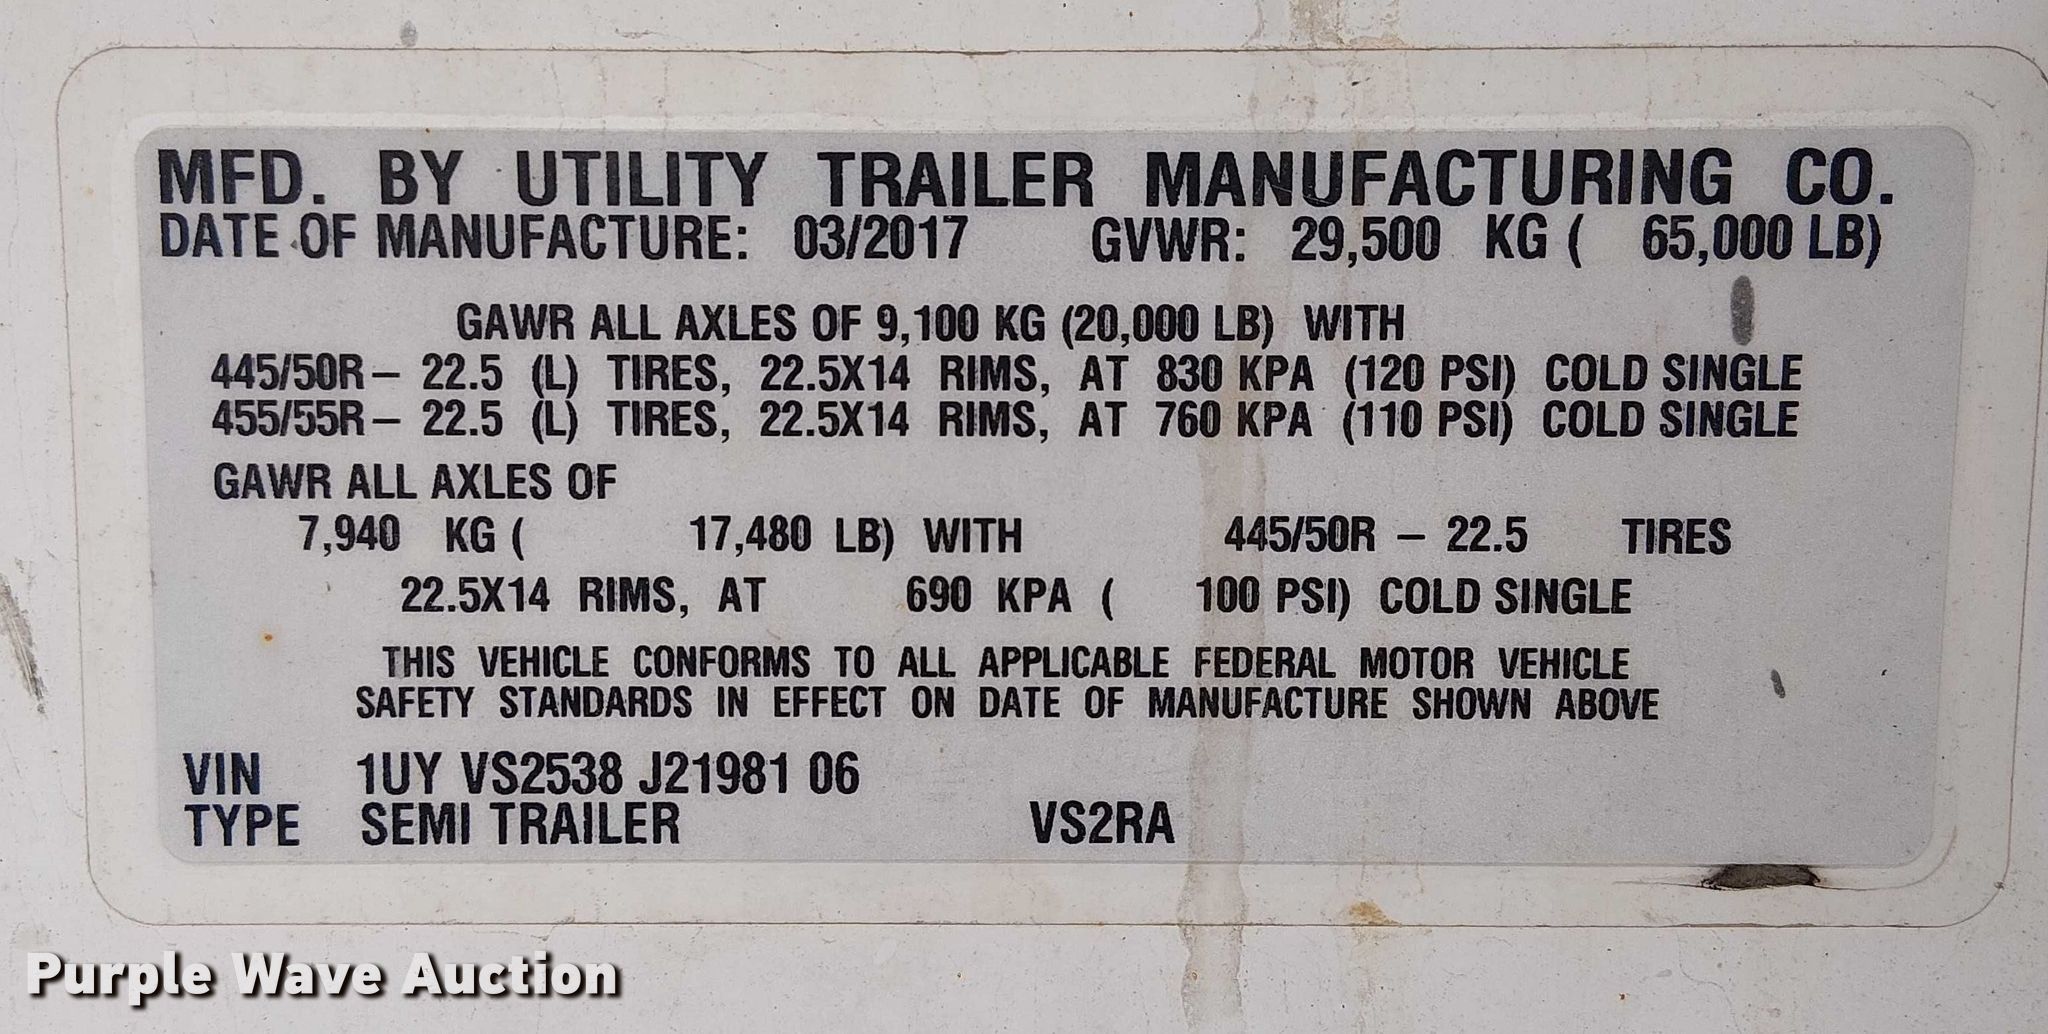 MFD. BY UTILITY TRAILER MANUFACTURING CO.
DATE OF MANUFACTURE: 03/2017 GVWR: 29,500 KG ( 65,000 LB)
GAWR ALL AXLES OF 9,100 KG (20,000 LB) WITH
445/50R – 22.5 (L) TIRES, 22.5X14 RIMS, AT 830 KPA (120 PSI) COLD SINGLE
455/55R – 22.5 (L) TIRES, 22.5X14 RIMS, AT 760 KPA (110 PSI) COLD SINGLE
GAWR ALL AXLES OF
7,940 KG ( 17,480 LB) WITH 445/50R – 22.5 TIRES
22.5X14 RIMS, AT 690 KPA ( 100 PSI) COLD SINGLE
THIS VEHICLE CONFORMS TO ALL APPLICABLE FEDERAL MOTOR VEHICLE
SAFETY STANDARDS IN EFFECT ON DATE OF MANUFACTURE SHOWN ABOVE
VIN 1UY VS2538 J21981 06
TYPE SEMI TRAILER VS2RA
Purple Wave Auction